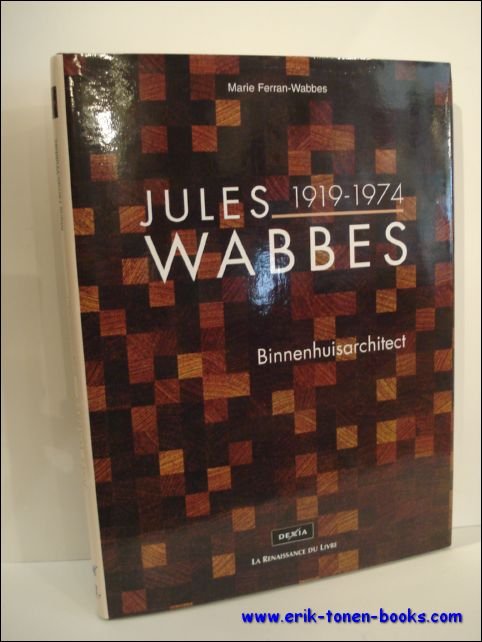 Marie Ferran-Wabbes
JULES 1919-1974
WABBES
Binnenhuisarchitect
DEXIA
LA RENAISSANCE DU LIVRE
www.erik-tonen-books.com